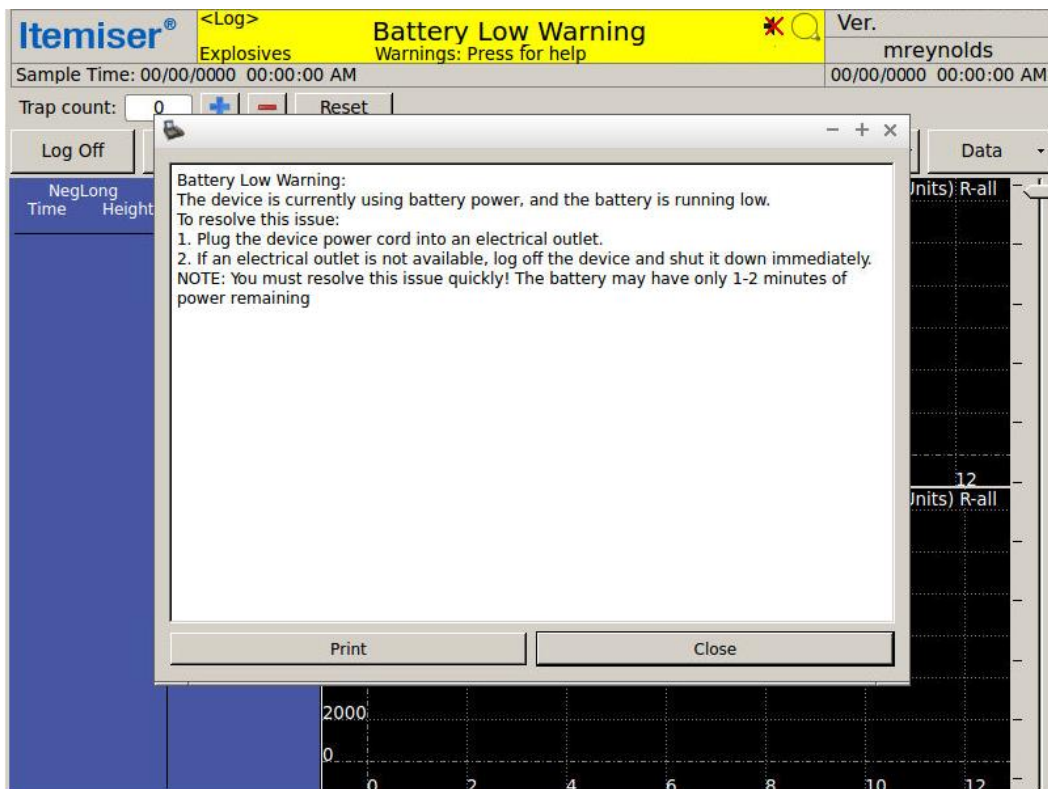 Itemiser®
<Log>
Explosives
Battery Low Warning
Warnings: Press for help
Ver.
mreynolds
Sample Time: 00/00/0000 00:00:00 AM
00/00/0000 00:00:00 AM
Trap count: 0 Reset
Log Off
Data
NegLong
Time Height
Battery Low Warning:
The device is currently using battery power, and the battery is running low.
To resolve this issue:
1. Plug the device power cord into an electrical outlet.
2. If an electrical outlet is not available, log off the device and shut it down immediately.
NOTE: You must resolve this issue quickly! The battery may have only 1-2 minutes of
power remaining
Print
Close
R-all
12
R-all
2000
0
0 2 4 6 8 10 12